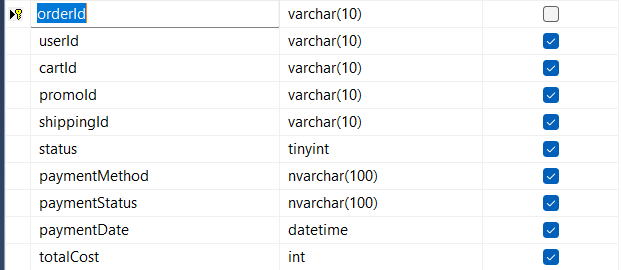 orderId varchar(10)
userId varchar(10)
cartId varchar(10)
promoId varchar(10)
shippingId varchar(10)
status tinyint
paymentMethod nvarchar(100)
paymentStatus nvarchar(100)
paymentDate datetime
totalCost int